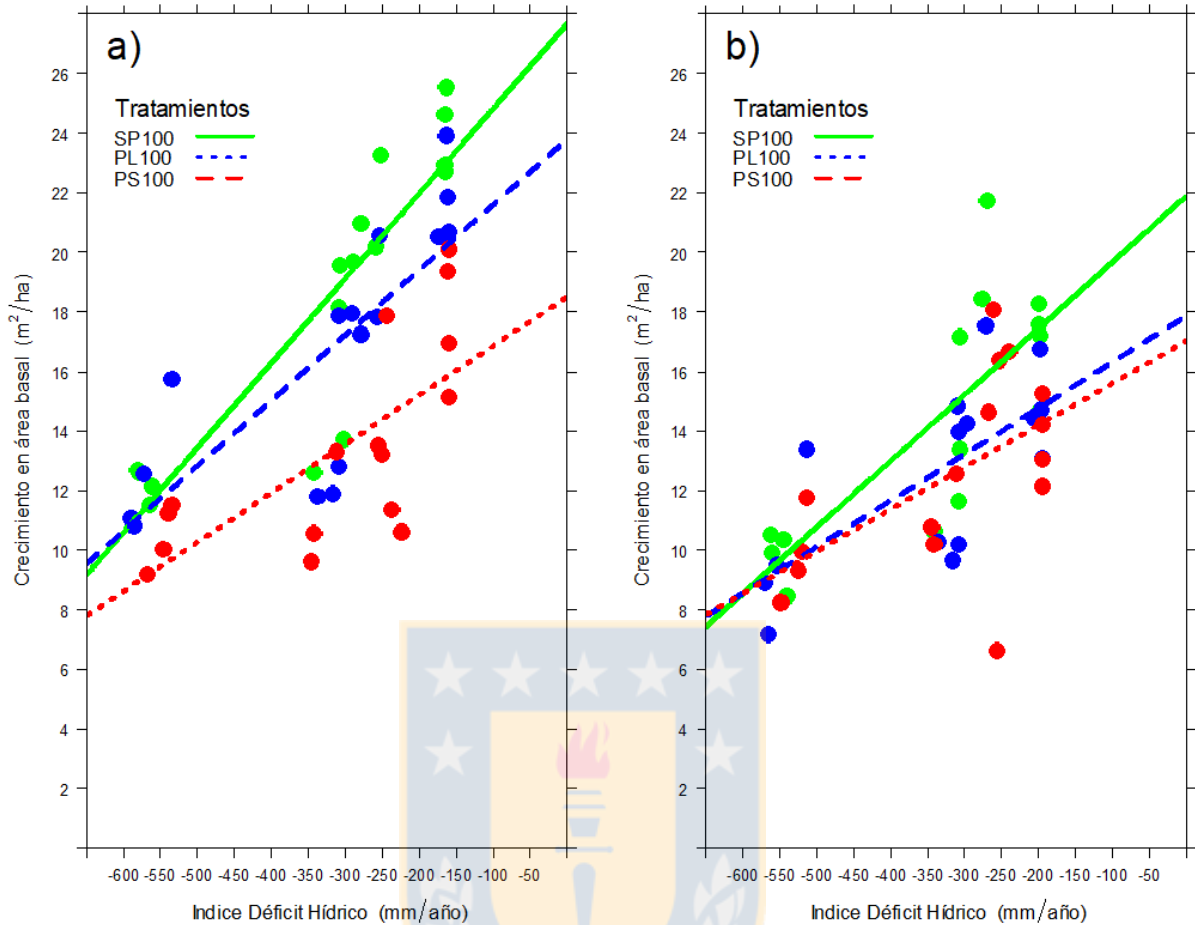 a)
Tratamientos
SP100
PL100
PS100
26
24
22
20
18
16
14
12
10
8
6
4
2
Crecimiento en área basal (m²/ha)
-600 -550 -500 -450 -400 -350 -300 -250 -200 -150 -100 -50
Indice Déficit Hídrico (mm/año)
b)
Tratamientos
SP100
PL100
PS100
26
24
22
20
18
16
14
12
10
8
6
4
2
Crecimiento en área basal (m²/ha)
-600 -550 -500 -450 -400 -350 -300 -250 -200 -150 -100 -50
Indice Déficit Hídrico (mm/año)